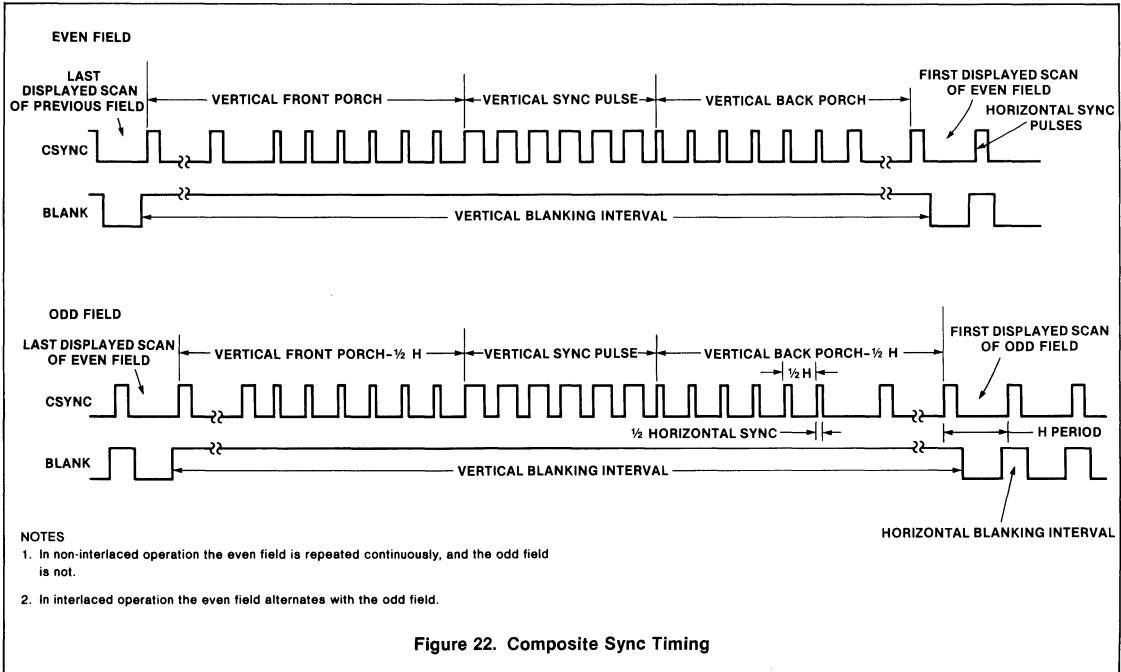 EVEN FIELD
LAST
DISPLAYED SCAN
OF PREVIOUS FIELD
VERTICAL FRONT PORCH
VERTICAL SYNC PULSE
VERTICAL BACK PORCH
FIRST DISPLAYED SCAN
OF EVEN FIELD
HORIZONTAL SYNC
PULSES
CSYNC
BLANK
VERTICAL BLANKING INTERVAL
ODD FIELD
LAST DISPLAYED SCAN
OF EVEN FIELD
VERTICAL FRONT PORCH-½ H
VERTICAL SYNC PULSE
VERTICAL BACK PORCH-½ H
FIRST DISPLAYED SCAN
OF ODD FIELD
½ H
CSYNC
½ HORIZONTAL SYNC
H PERIOD
BLANK
VERTICAL BLANKING INTERVAL
HORIZONTAL BLANKING INTERVAL
NOTES
1. In non-interlaced operation the even field is repeated continuously, and the odd field
is not.
2. In interlaced operation the even field alternates with the odd field.
Figure 22. Composite Sync Timing